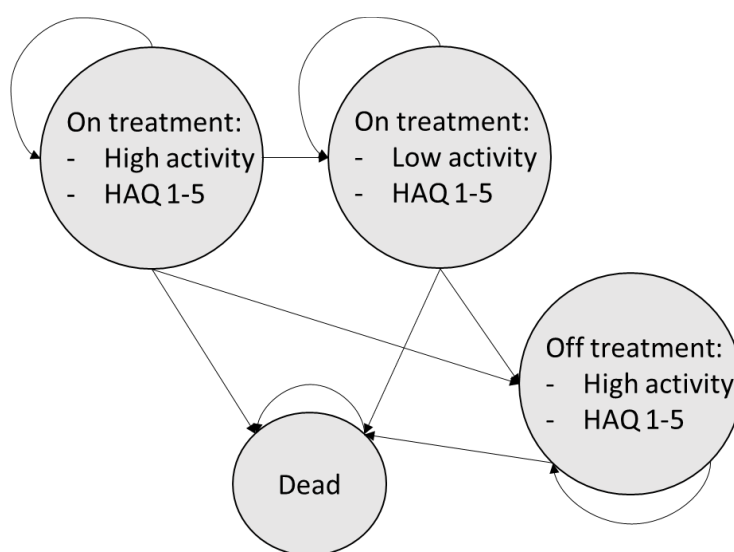 On treatment:
- High activity
- HAQ 1-5
On treatment:
- Low activity
- HAQ 1-5
Off treatment:
- High activity
- HAQ 1-5
Dead